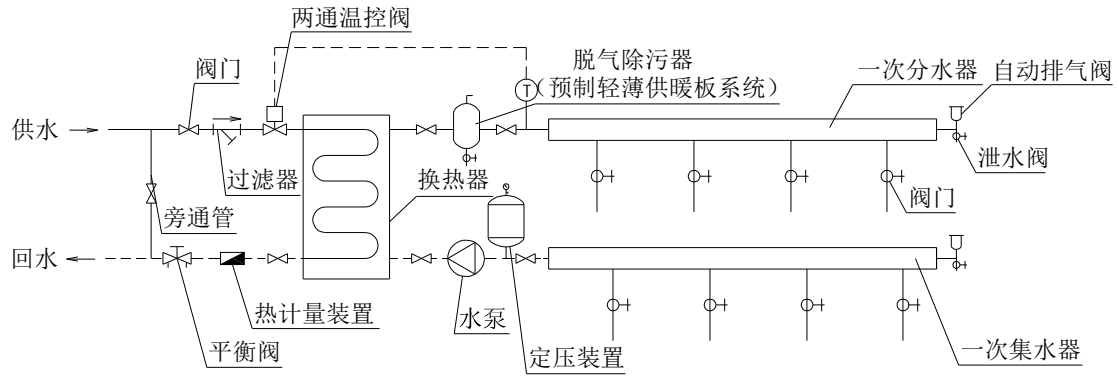 两通温控阀
脱气除污器
(预制轻薄供暖板系统)
阀门
一次分水器
自动排气阀
T
供水
过滤器
换热器
泄水阀
旁通管
阀门
回水
热计量装置
水泵
平衡阀
定压装置
一次集水器